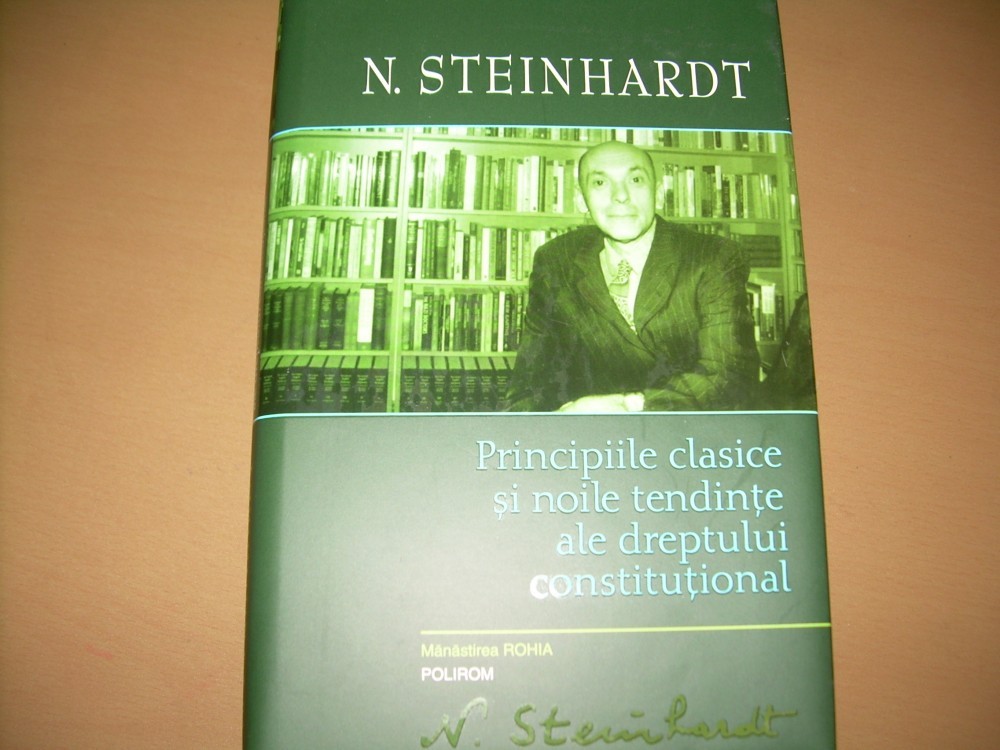 N. STEINHARDT
Principiile clasice
și noile tendințe
ale dreptului
constituțional
Mănăstirea ROHIA
POLIROM
N. Steinhardt